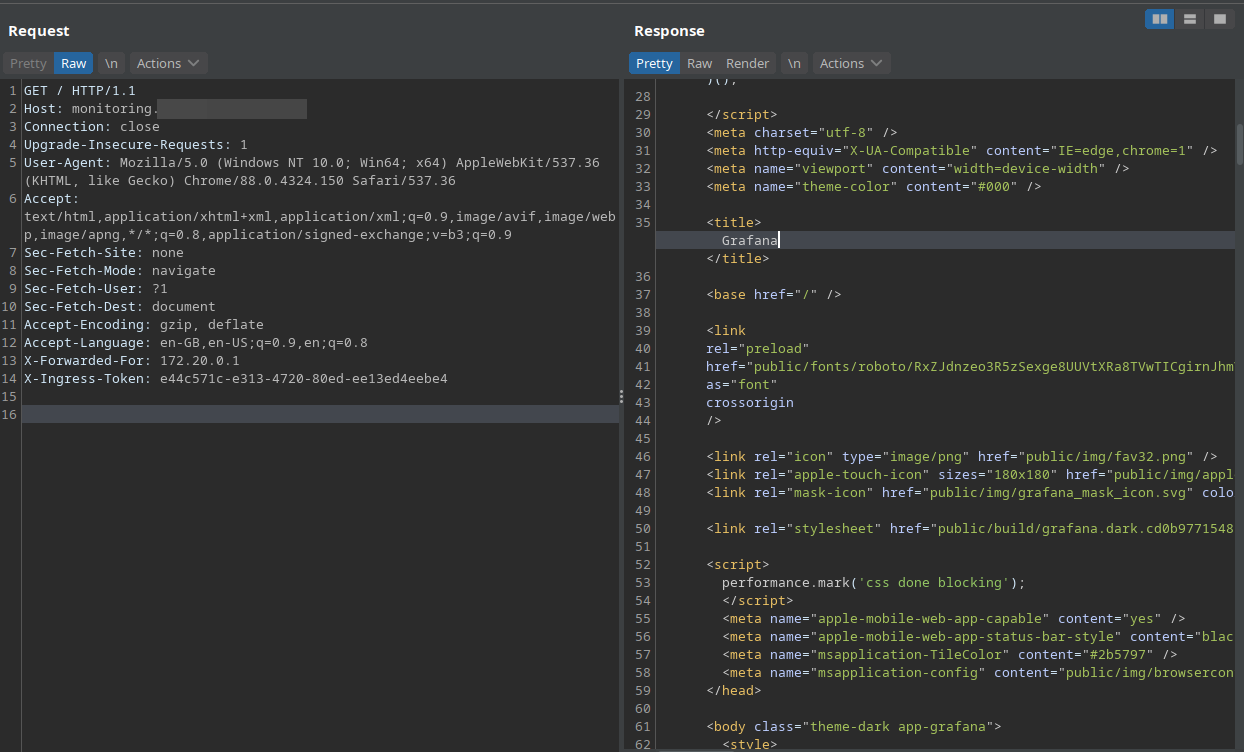 Request
Response
Pretty Raw \n Actions
Pretty Raw Render \n Actions
1 GET / HTTP/1.1
2 Host: monitoring.
3 Connection: close
4 Upgrade-Insecure-Requests: 1
5 User-Agent: Mozilla/5.0 (Windows NT 10.0; Win64; x64) AppleWebKit/537.36
(KHTML, like Gecko) Chrome/88.0.4324.150 Safari/537.36
6 Accept:
text/html,application/xhtml+xml,application/xml;q=0.9,image/avif,image/web
p,image/apng,*/*;q=0.8,application/signed-exchange;v=b3;q=0.9
7 Sec-Fetch-Site: none
8 Sec-Fetch-Mode: navigate
9 Sec-Fetch-User: ?1
10 Sec-Fetch-Dest: document
11 Accept-Encoding: gzip, deflate
12 Accept-Language: en-GB,en-US;q=0.9,en;q=0.8
13 X-Forwarded-For: 172.20.0.1
14 X-Ingress-Token: e44c571c-e313-4720-80ed-ee13ed4eebe4
15
16
)();
28
29 </script>
30 <meta charset="utf-8" />
31 <meta http-equiv="X-UA-Compatible" content="IE=edge,chrome=1" />
32 <meta name="viewport" content="width=device-width" />
33 <meta name="theme-color" content="#000" />
34
35 <title>
Grafana
</title>
36
37 <base href="/" />
38
39 <link
40 rel="preload"
41 href="public/fonts/roboto/RxZJdnzeo3R5zSexge8UUVtXRa8TVwTICgirnJhm
42 as="font"
43 crossorigin
44 />
45
46 <link rel="icon" type="image/png" href="public/img/fav32.png" />
47 <link rel="apple-touch-icon" sizes="180x180" href="public/img/appl
48 <link rel="mask-icon" href="public/img/grafana_mask_icon.svg" colo
49
50 <link rel="stylesheet" href="public/build/grafana.dark.cd0b9771548
51
52 <script>
53 performance.mark('css done blocking');
54 </script>
55 <meta name="apple-mobile-web-app-capable" content="yes" />
56 <meta name="apple-mobile-web-app-status-bar-style" content="blac
57 <meta name="msapplication-TileColor" content="#2b5797" />
58 <meta name="msapplication-config" content="public/img/browsercon
59 </head>
60
61 <body class="theme-dark app-grafana">
62 <style>